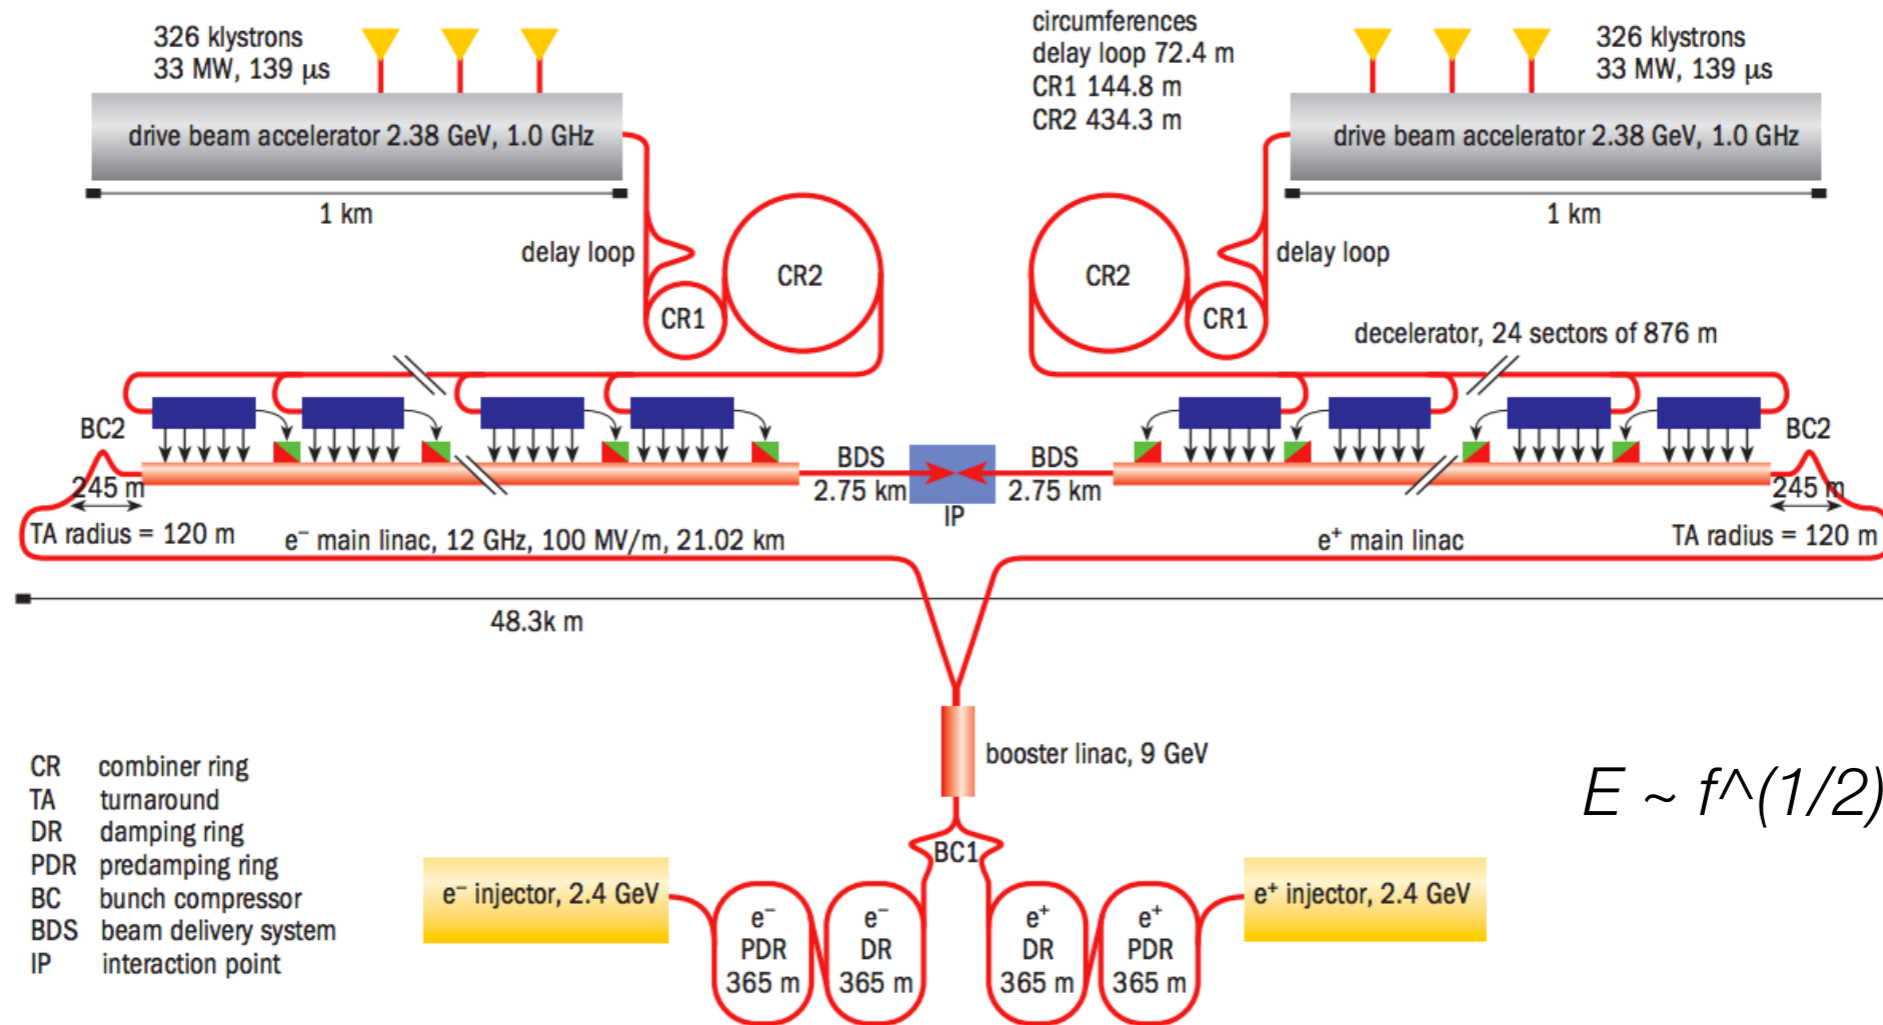 326 klystrons
33 MW, 139 μs
circumferences
delay loop 72.4 m
CR1 144.8 m
CR2 434.3 m
326 klystrons
33 MW, 139 μs
drive beam accelerator 2.38 GeV, 1.0 GHz
drive beam accelerator 2.38 GeV, 1.0 GHz
1 km
1 km
delay loop
CR2
CR1
CR2
CR1
delay loop
decelerator, 24 sectors of 876 m
BC2
BC2
BDS
2.75 km
IP
BDS
2.75 km
245 m
245 m
TA radius = 120 m
e⁻ main linac, 12 GHz, 100 MV/m, 21.02 km
e⁺ main linac
TA radius = 120 m
48.3k m
booster linac, 9 GeV
CR combiner ring
TA turnaround
DR damping ring
PDR predamping ring
BC bunch compressor
BDS beam delivery system
IP interaction point
E ~ f^(1/2)
BC1
e⁻ injector, 2.4 GeV
e⁻
PDR
365 m
e⁻
DR
365 m
e⁺
DR
365 m
e⁺
PDR
365 m
e⁺ injector, 2.4 GeV